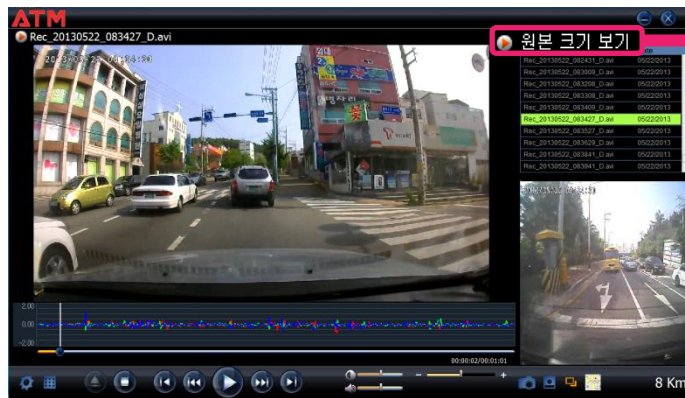 ATM
Rec_20130522_083427_D.avi
원본 크기 보기
Rec_20130522_082431_D.avi 05/22/2013
Rec_20130522_083009_D.avi 05/22/2013
Rec_20130522_083208_D.avi 05/22/2013
Rec_20130522_083308_D.avi 05/22/2013
Rec_20130522_083409_D.avi 05/22/2013
Rec_20130522_083427_D.avi 05/22/2013
Rec_20130522_083527_D.avi 05/22/2013
Rec_20130522_083629_D.avi 05/22/2013
Rec_20130522_083841_D.avi 05/22/2013
Rec_20130522_083941_D.avi 05/22/2013
2.00
0.00
-2.00
00:00:02/00:01:01
8 Km